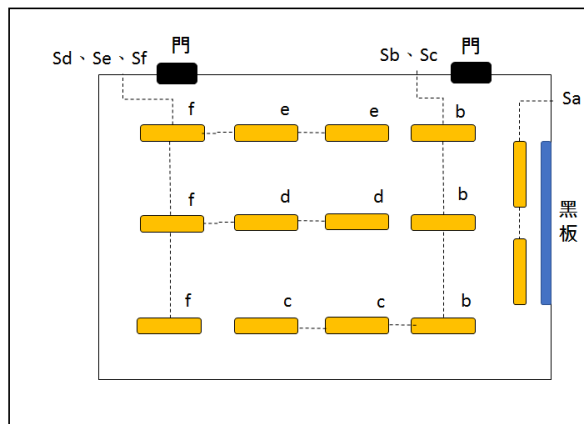 Sd、Se、Sf 門 Sb、Sc 門
Sa
f e e b
f d d b
黑板
f c c b